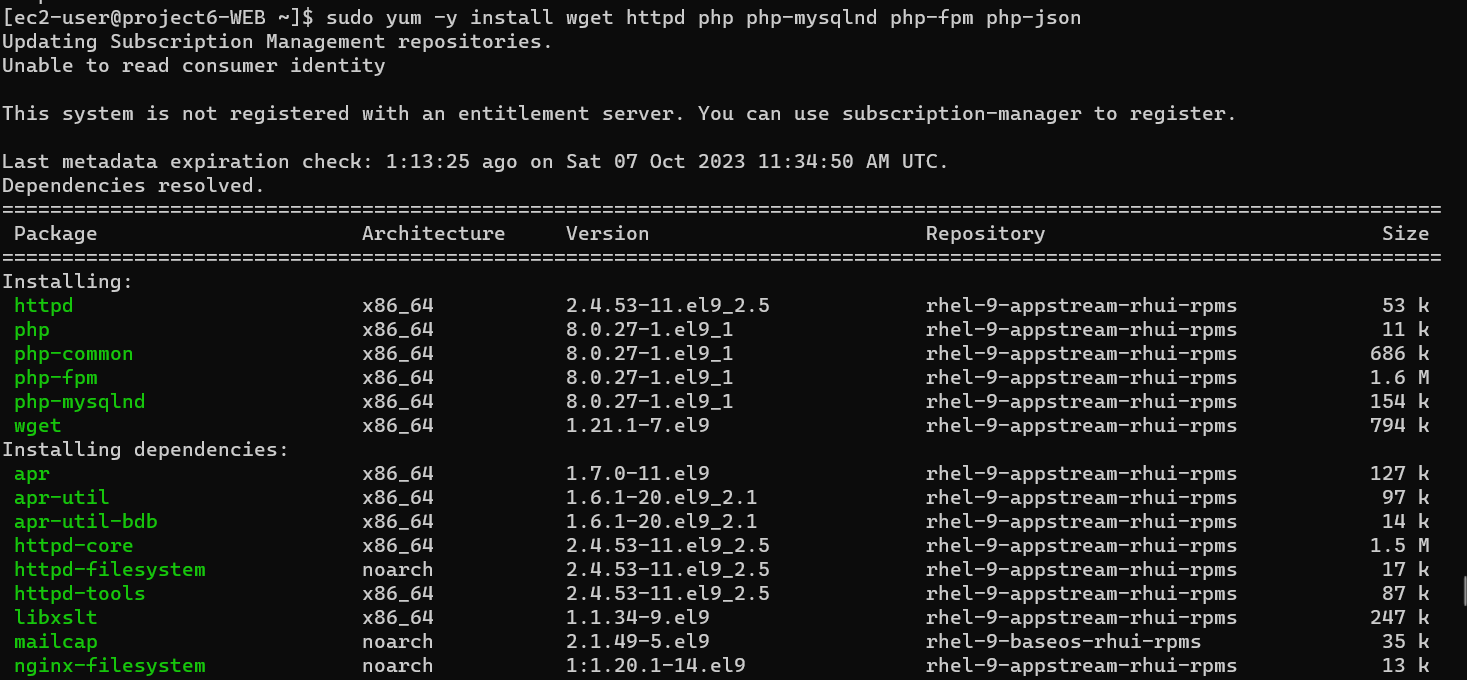 [ec2-user@project6-WEB ~]$ sudo yum -y install wget httpd php php-mysqlnd php-fpm php-json
Updating Subscription Management repositories.
Unable to read consumer identity
This system is not registered with an entitlement server. You can use subscription-manager to register.
Last metadata expiration check: 1:13:25 ago on Sat 07 Oct 2023 11:34:50 AM UTC.
Dependencies resolved.
========================================================================================================================
Package Architecture Version Repository Size
========================================================================================================================
Installing:
httpd x86_64 2.4.53-11.el9_2.5 rhel-9-appstream-rhui-rpms 53 k
php x86_64 8.0.27-1.el9_1 rhel-9-appstream-rhui-rpms 11 k
php-common x86_64 8.0.27-1.el9_1 rhel-9-appstream-rhui-rpms 686 k
php-fpm x86_64 8.0.27-1.el9_1 rhel-9-appstream-rhui-rpms 1.6 M
php-mysqlnd x86_64 8.0.27-1.el9_1 rhel-9-appstream-rhui-rpms 154 k
wget x86_64 1.21.1-7.el9 rhel-9-appstream-rhui-rpms 794 k
Installing dependencies:
apr x86_64 1.7.0-11.el9 rhel-9-appstream-rhui-rpms 127 k
apr-util x86_64 1.6.1-20.el9_2.1 rhel-9-appstream-rhui-rpms 97 k
apr-util-bdb x86_64 1.6.1-20.el9_2.1 rhel-9-appstream-rhui-rpms 14 k
httpd-core x86_64 2.4.53-11.el9_2.5 rhel-9-appstream-rhui-rpms 1.5 M
httpd-filesystem noarch 2.4.53-11.el9_2.5 rhel-9-appstream-rhui-rpms 17 k
httpd-tools x86_64 2.4.53-11.el9_2.5 rhel-9-appstream-rhui-rpms 87 k
libxslt x86_64 1.1.34-9.el9 rhel-9-appstream-rhui-rpms 247 k
mailcap noarch 2.1.49-5.el9 rhel-9-baseos-rhui-rpms 35 k
nginx-filesystem noarch 1:1.20.1-14.el9 rhel-9-appstream-rhui-rpms 13 k